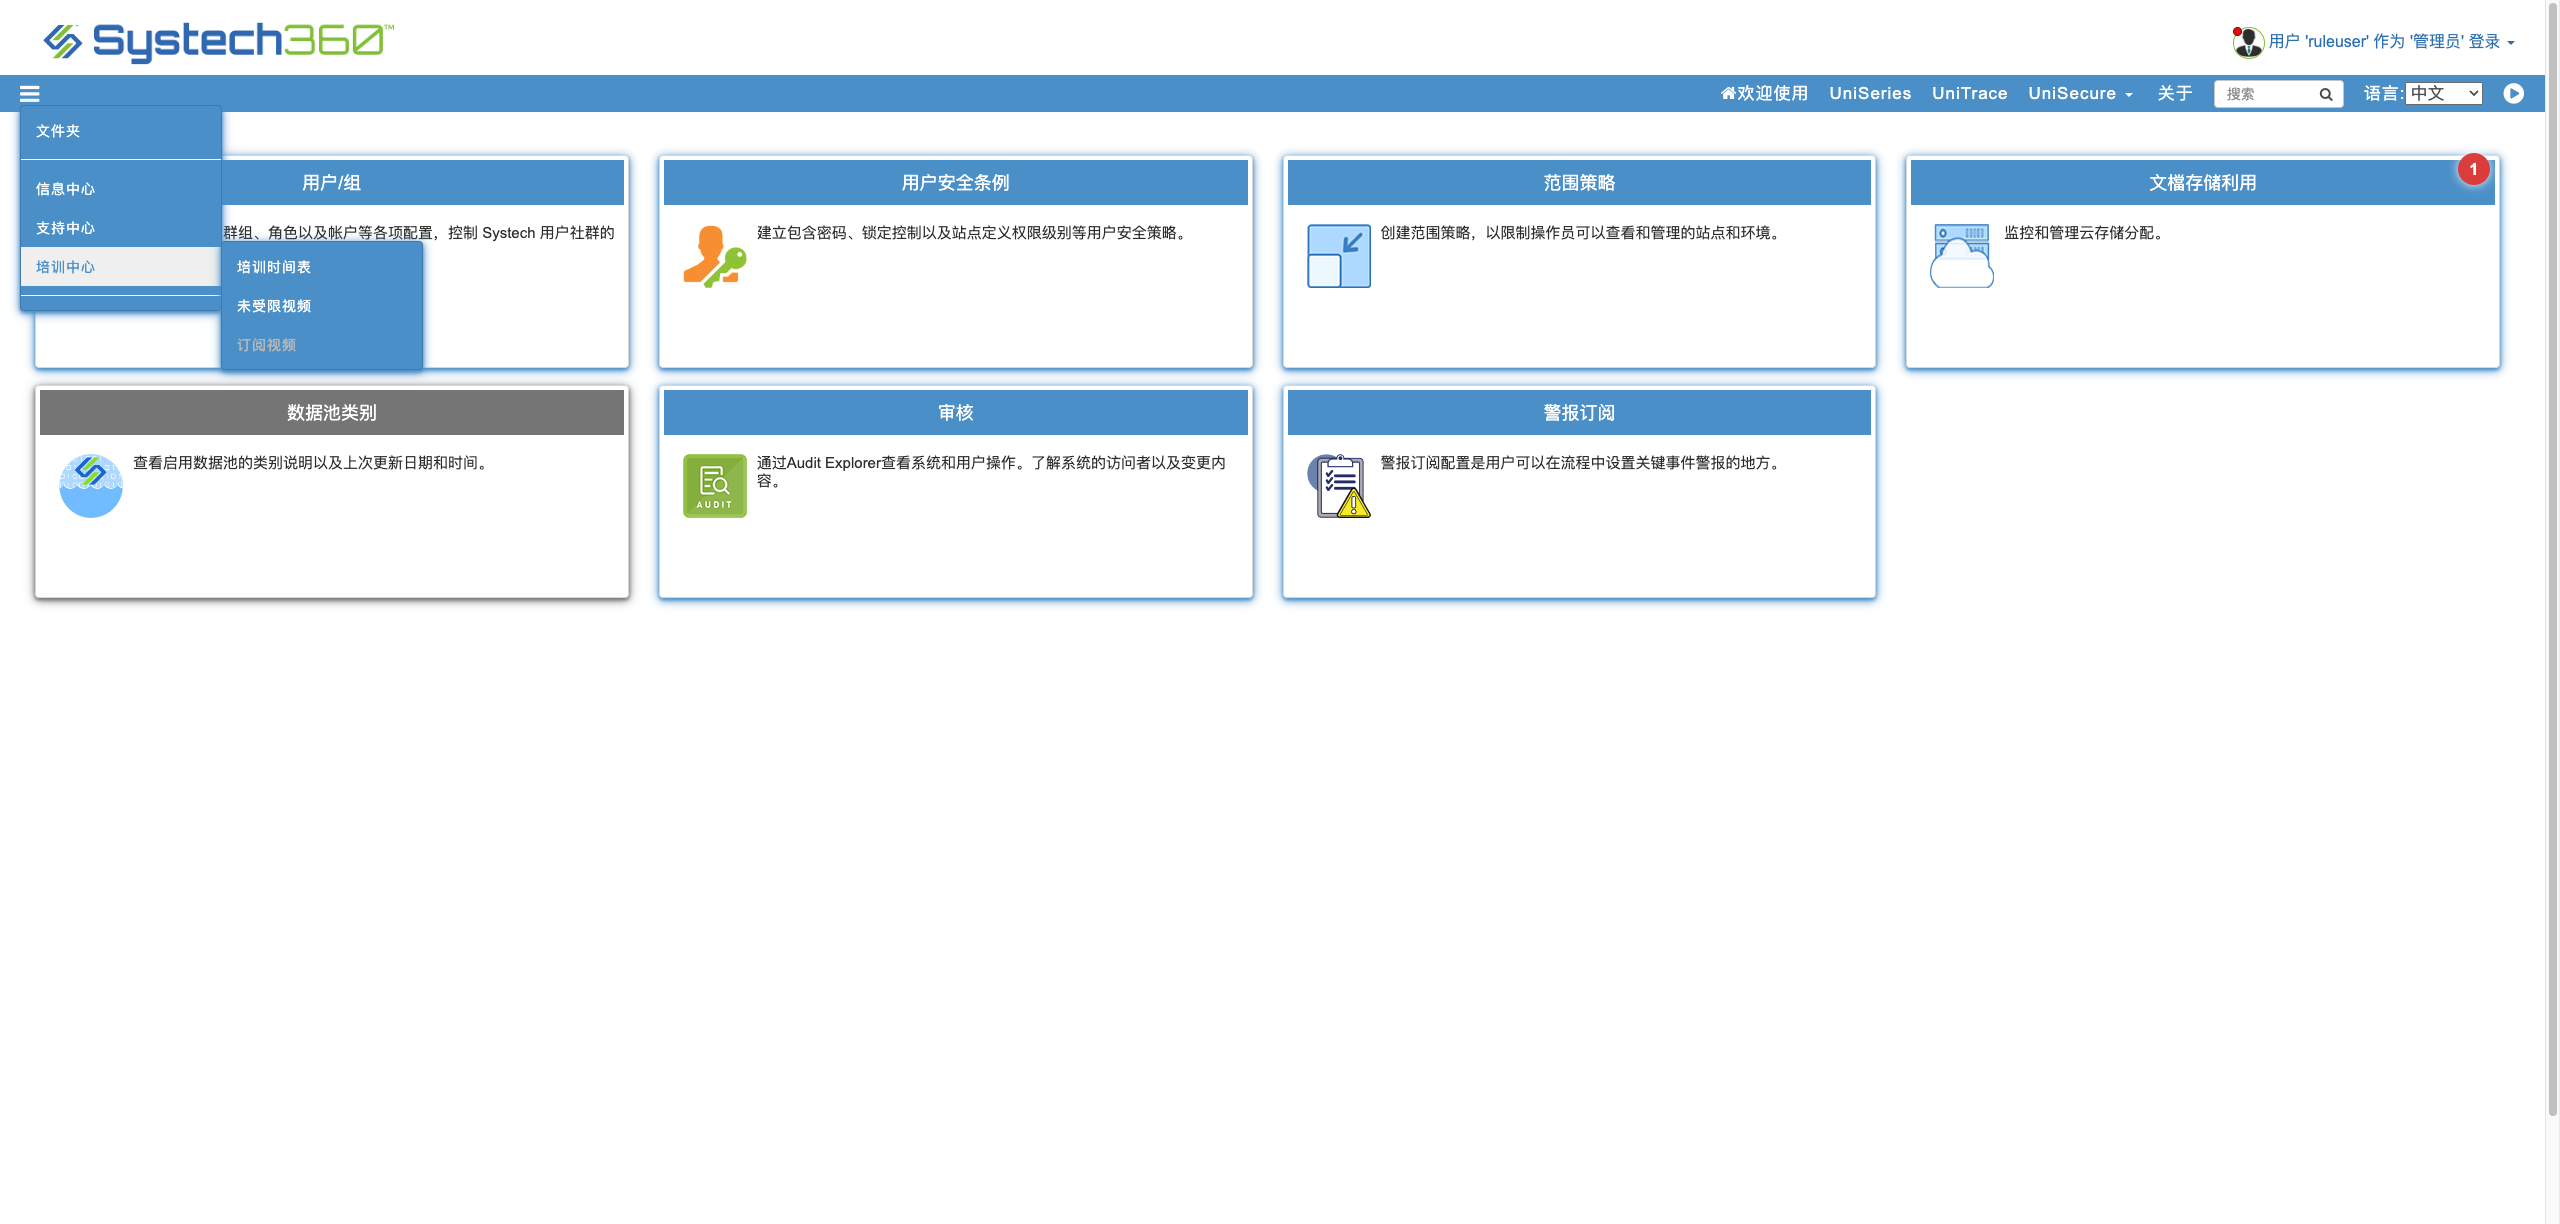 Systech360™
用户 'ruleuser' 作为 '管理员' 登录
欢迎使用 UniSeries UniTrace UniSecure 关于 搜索 语言: 中文
文件夹
信息中心
支持中心
培训中心
培训时间表
未受限视频
订阅视频
用户/组
群组、角色以及帐户等各项配置，控制 Systech 用户社群的
用户安全条例
建立包含密码、锁定控制以及站点定义权限级别等用户安全策略。
范围策略
创建范围策略，以限制操作员可以查看和管理的站点和环境。
文檔存储利用
1
监控和管理云存储分配。
数据池类别
查看启用数据池的类别说明以及上次更新日期和时间。
审核
AUDIT
通过Audit Explorer查看系统和用户操作。了解系统的访问者以及变更内
容。
警报订阅
警报订阅配置是用户可以在流程中设置关键事件警报的地方。